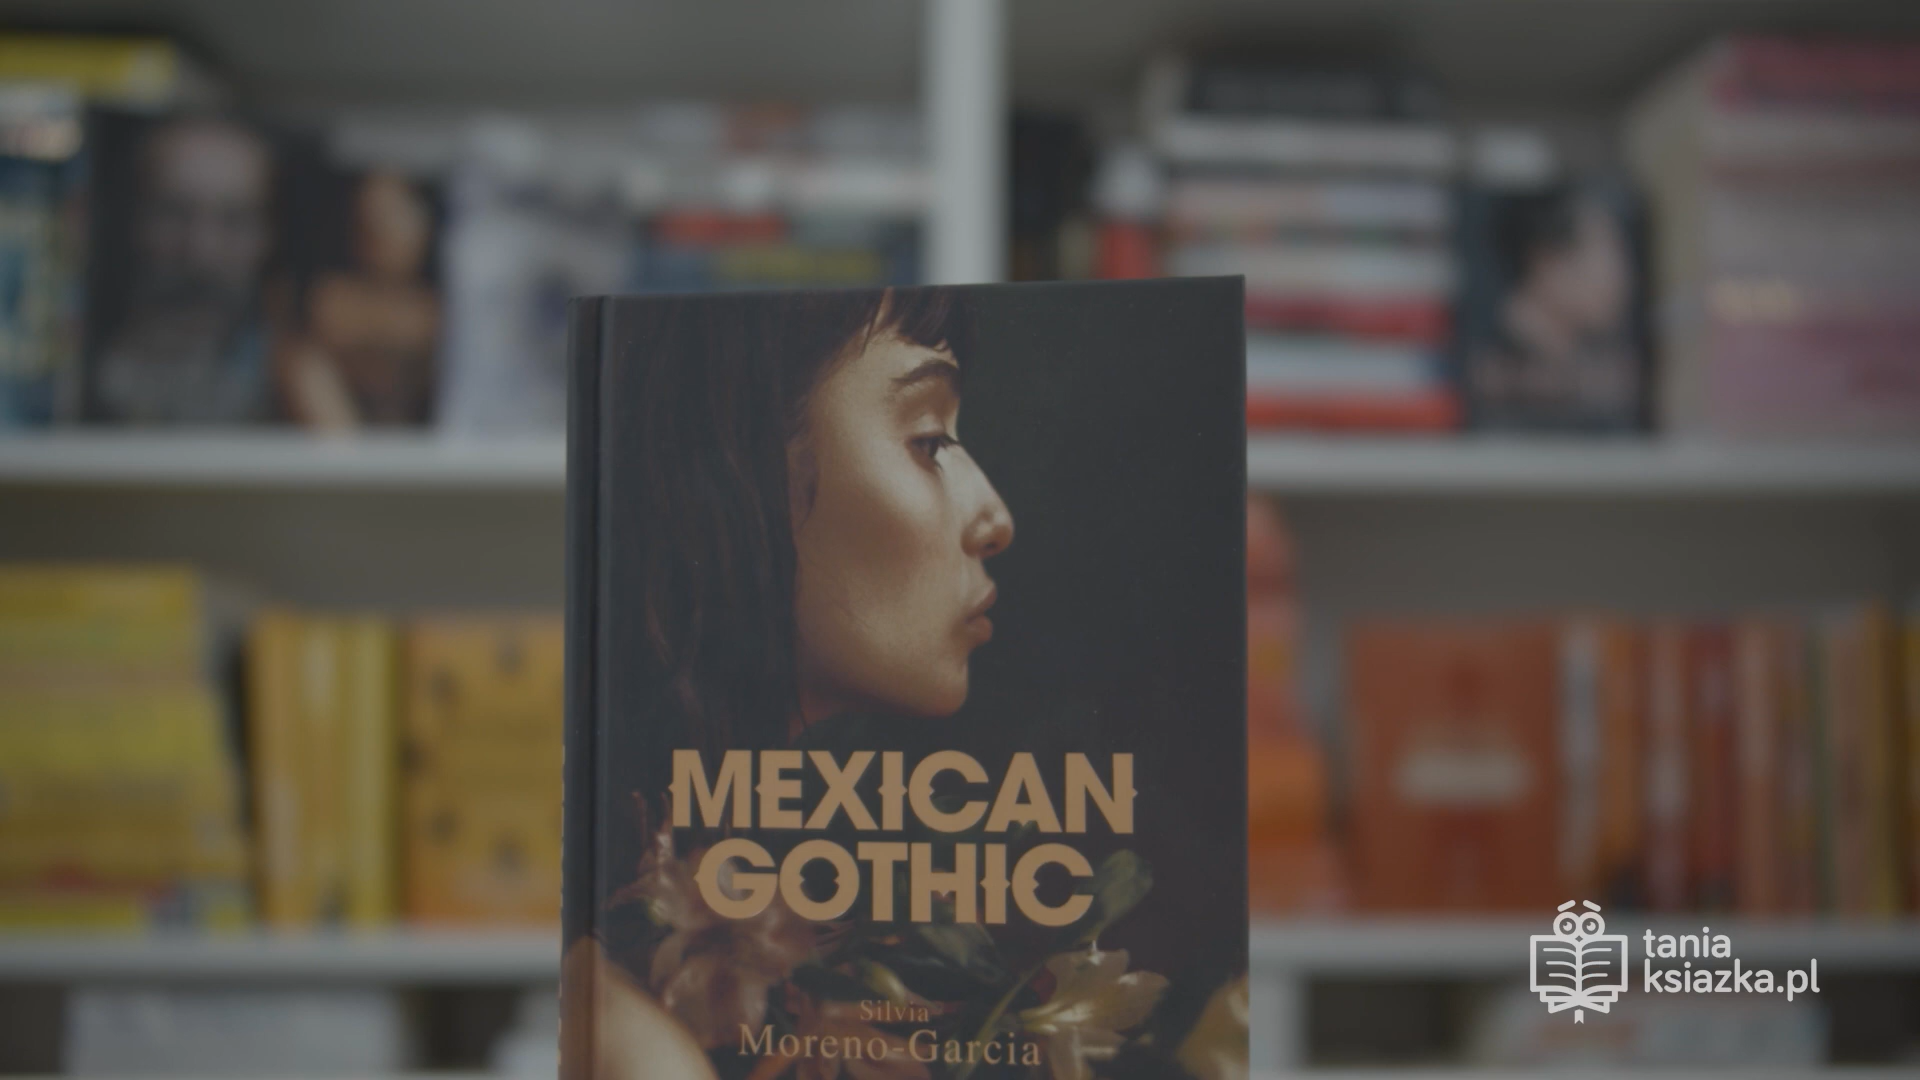 MEXICAN
GOTHIC
Silvia
Moreno-Garcia
tania
ksiazka.pl